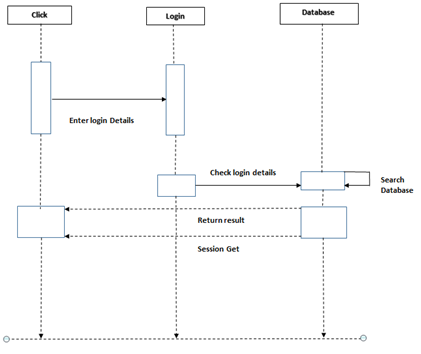 Click
Login
Database
Enter login Details
Check login details
Search
Database
Return result
Session Get